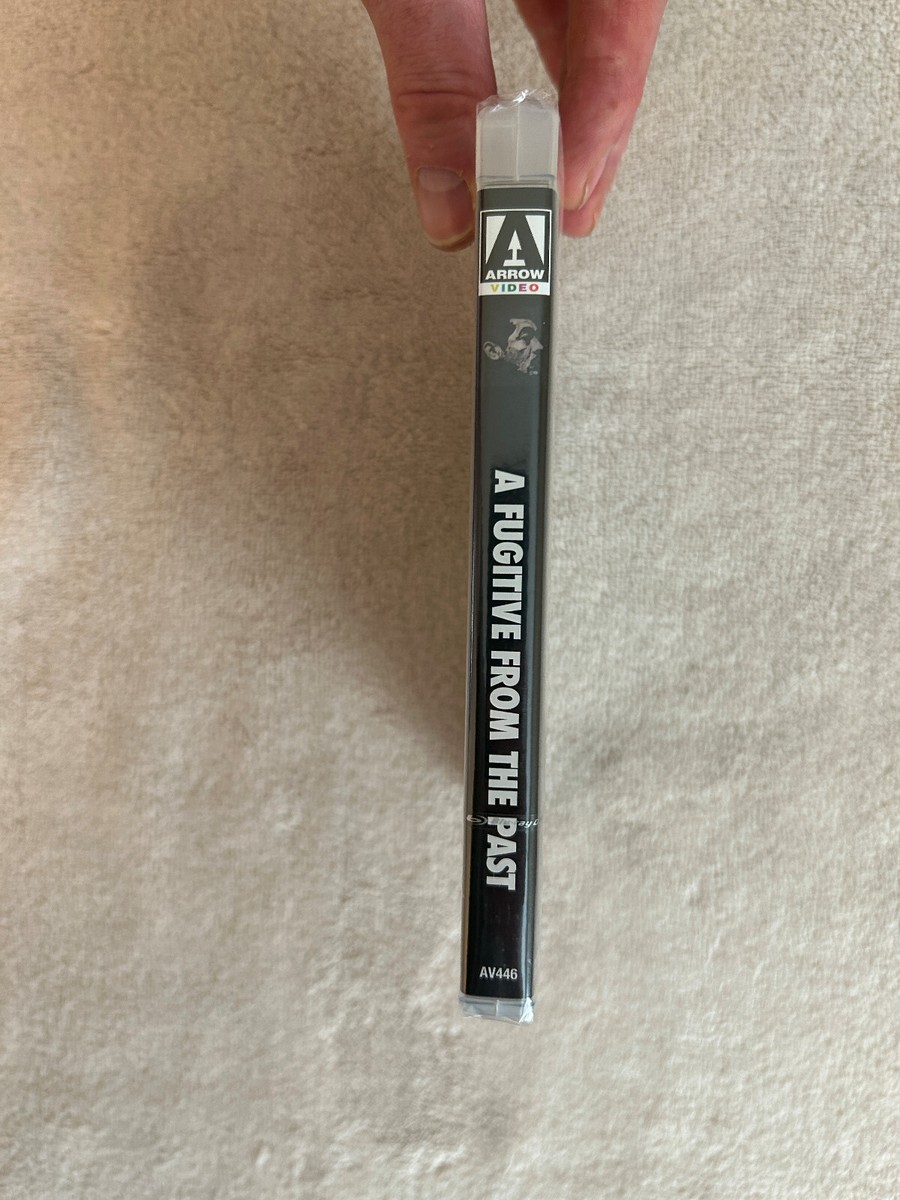 ARROW
VIDEO
A FUGITIVE FROM THE PAST
AV446